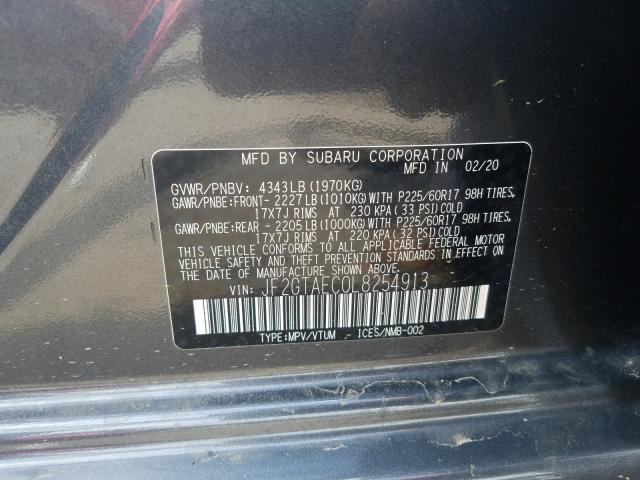 MFD BY SUBARU CORPORATION
MFD IN 02/20
GVWR/PNBV: 4343LB(1970KG)
GAWR/PNBE:FRONT- 2227LB(1010KG)WITH P225/60R17 98H TIRES,
17X7J RIMS AT 230 KPA(33 PSI)COLD
GAWR/PNBE:REAR - 2205LB(1000KG)WITH P225/60R17 98H TIRES,
17X7J RIMS AT 220 KPA(32 PSI)COLD
THIS VEHICLE CONFORMS TO ALL APPLICABLE FEDERAL MOTOR
VEHICLE SAFETY AND THEFT PREVENTION STANDARDS IN EFFECT ON
THE DATE OF MANUFACTURE SHOWN ABOVE.
VIN: JF2GTAEC0L8254913
TYPE:MPV/VTUM ICES/NMB-002